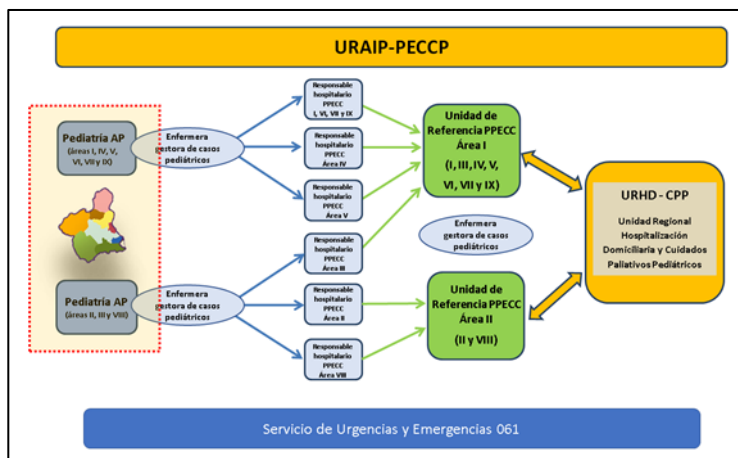 URAIP-PECCP
Pediatría AP
(áreas I, IV, V,
VI, VII y IX)
Enfermera
gestora de casos
pediátricos
Pediatría AP
(áreas II, III y VIII)
Enfermera
gestora de casos
pediátricos
Responsable
hospitalario
PPECC
I, VI, VII y IX
Responsable
hospitalario
PPECC
Área IV
Responsable
hospitalario
PPECC
Área V
Responsable
hospitalario
PPECC
Área III
Responsable
hospitalario
PPECC
Área II
Responsable
hospitalario
PPECC
Área VIII
Unidad de
Referencia PPECC
Área I
(I, III, IV, V,
VI, VII y IX)
Enfermera
gestora de casos
pediátricos
Unidad de
Referencia PPECC
Área II
(II y VIII)
URHD - CPP
Unidad Regional
Hospitalización
Domiciliaria y Cuidados
Paliativos Pediátricos
Servicio de Urgencias y Emergencias 061